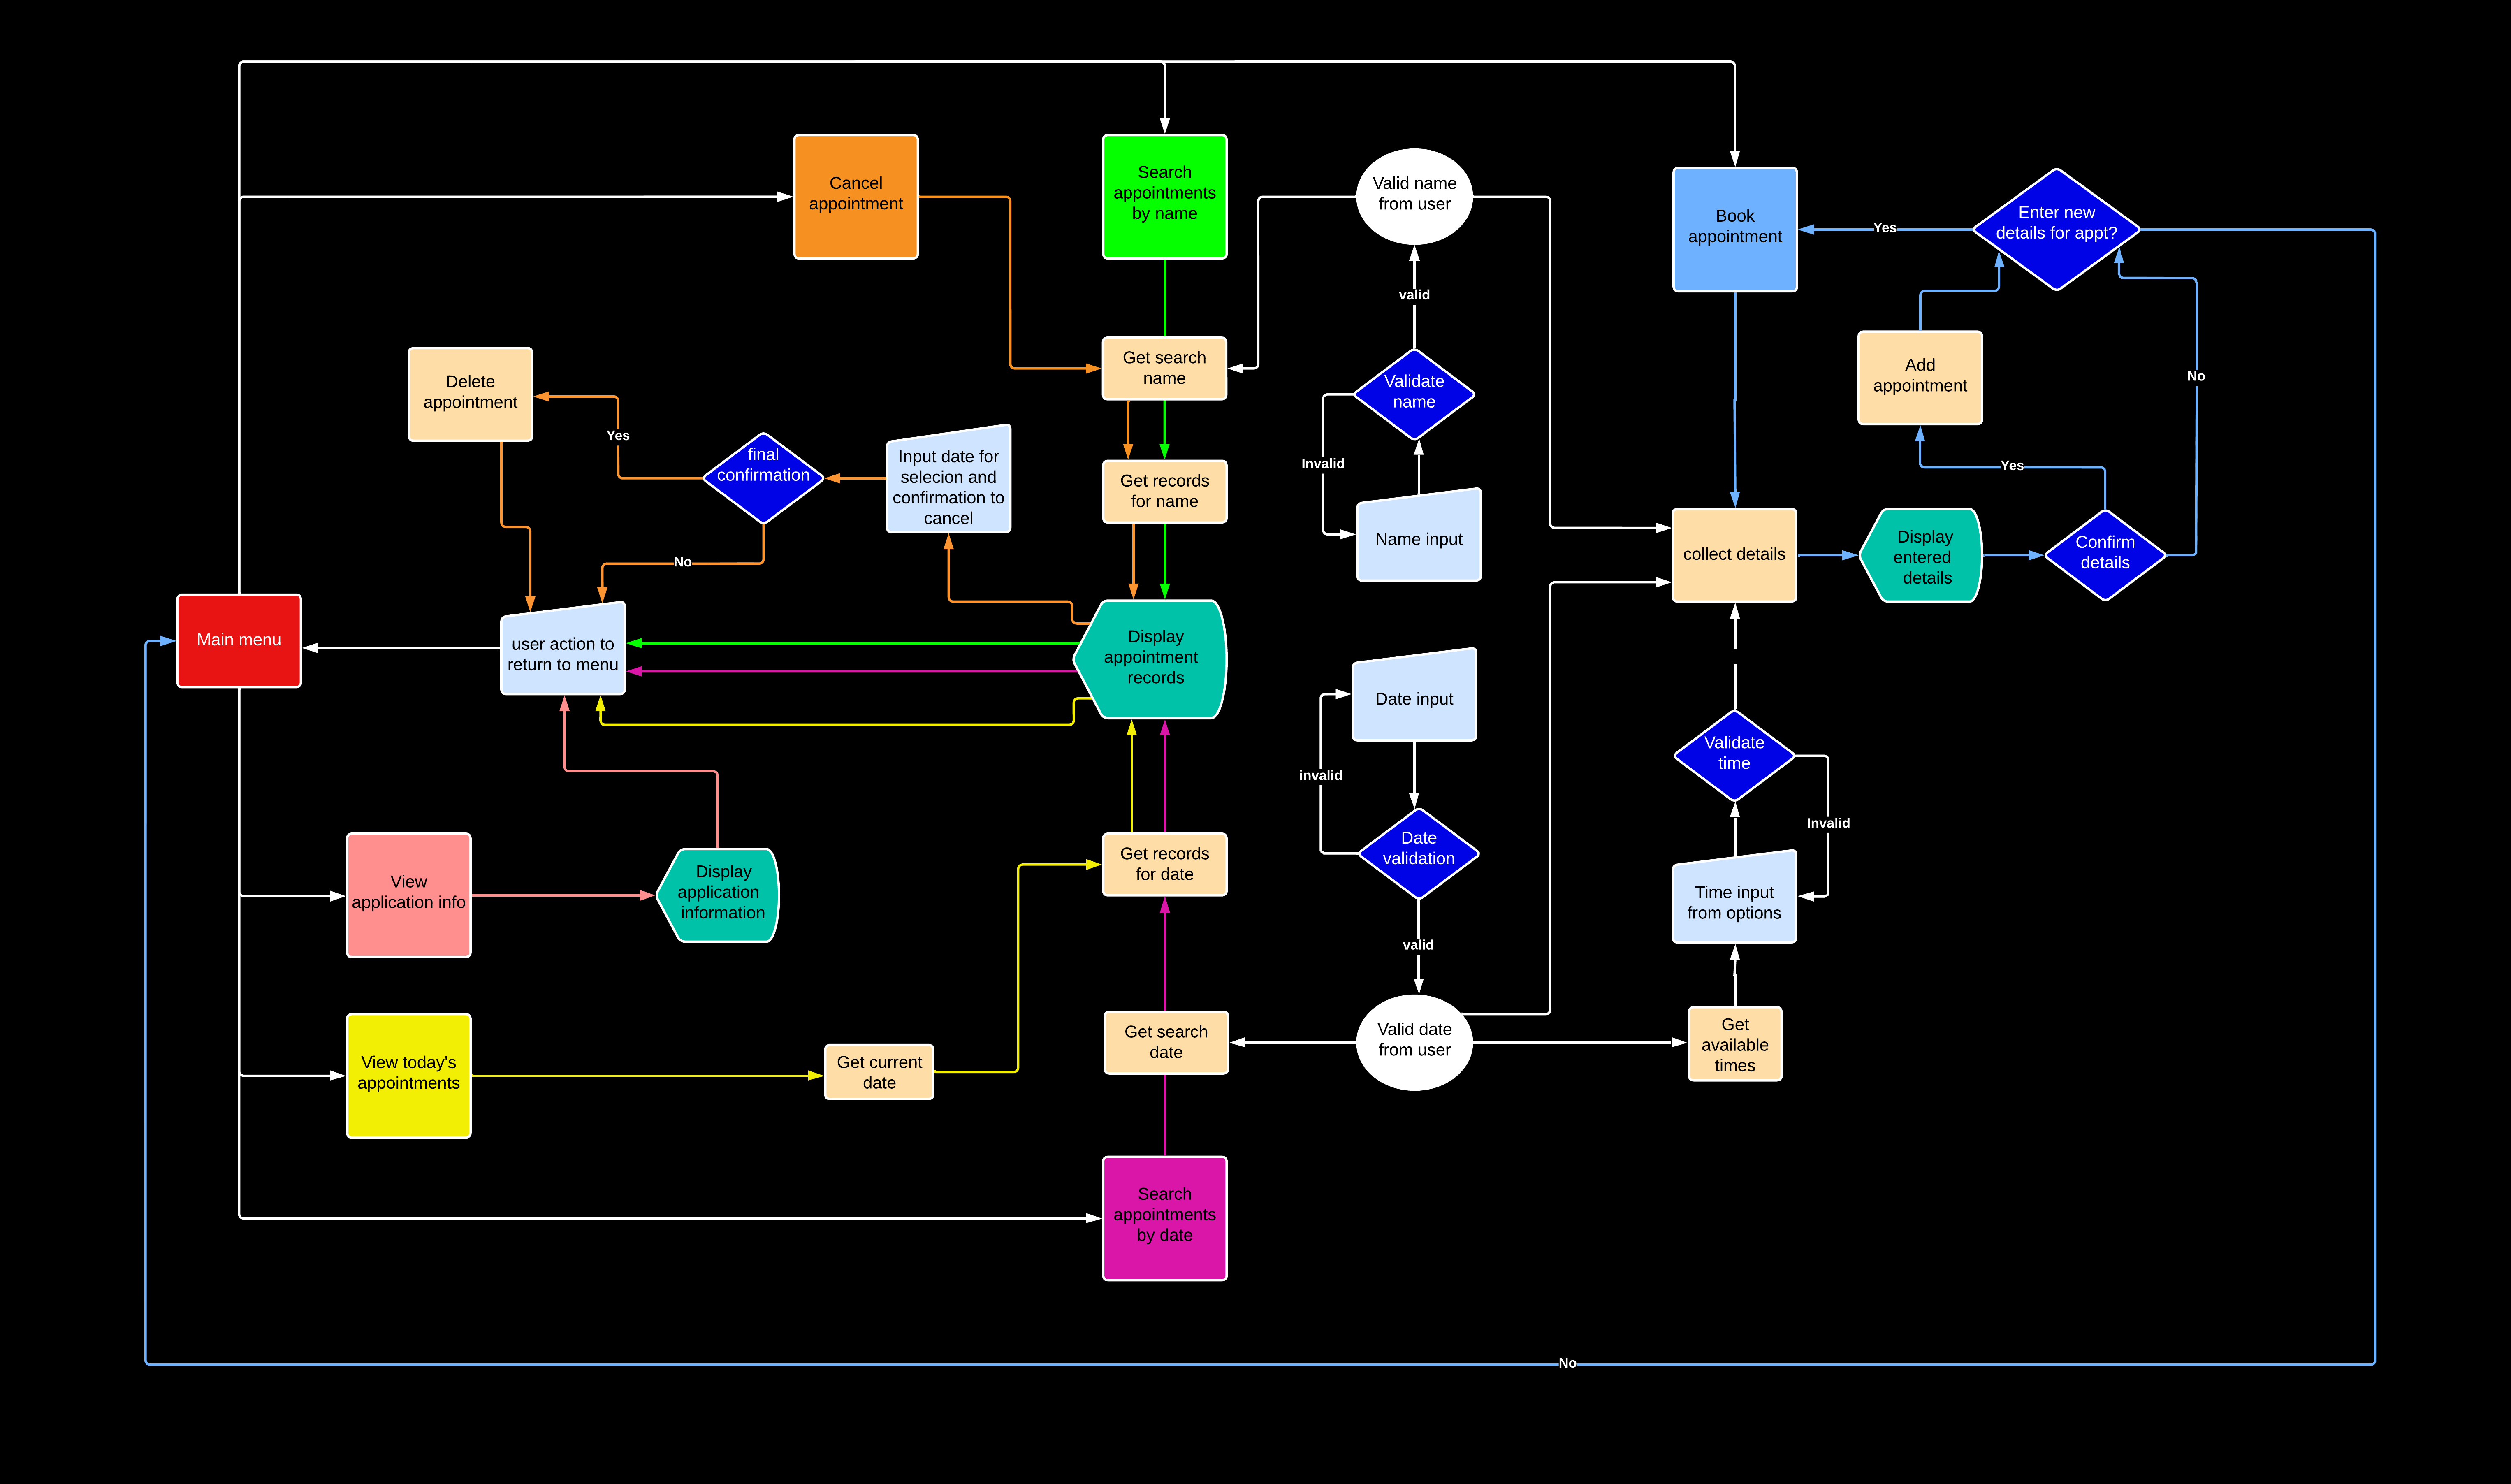 Cancel
appointment
Search
appointments
by name
Valid name
from user
Book
appointment
Yes
Enter new
details for appt?
valid
Get search
name
Delete
appointment
Validate
name
Add
appointment
No
Yes
final
confirmation
Input date for
selecion and
confirmation to
cancel
Get records
for name
Invalid
Name input
Yes
collect details
Display
entered
details
Confirm
details
No
Main menu
user action to
return to menu
Display
appointment
records
Date input
Validate
time
invalid
Invalid
Date
validation
View
application info
Display
application
information
Get records
for date
Time input
from options
valid
View today's
appointments
Get current
date
Get search
date
Valid date
from user
Get
available
times
Search
appointments
by date
No